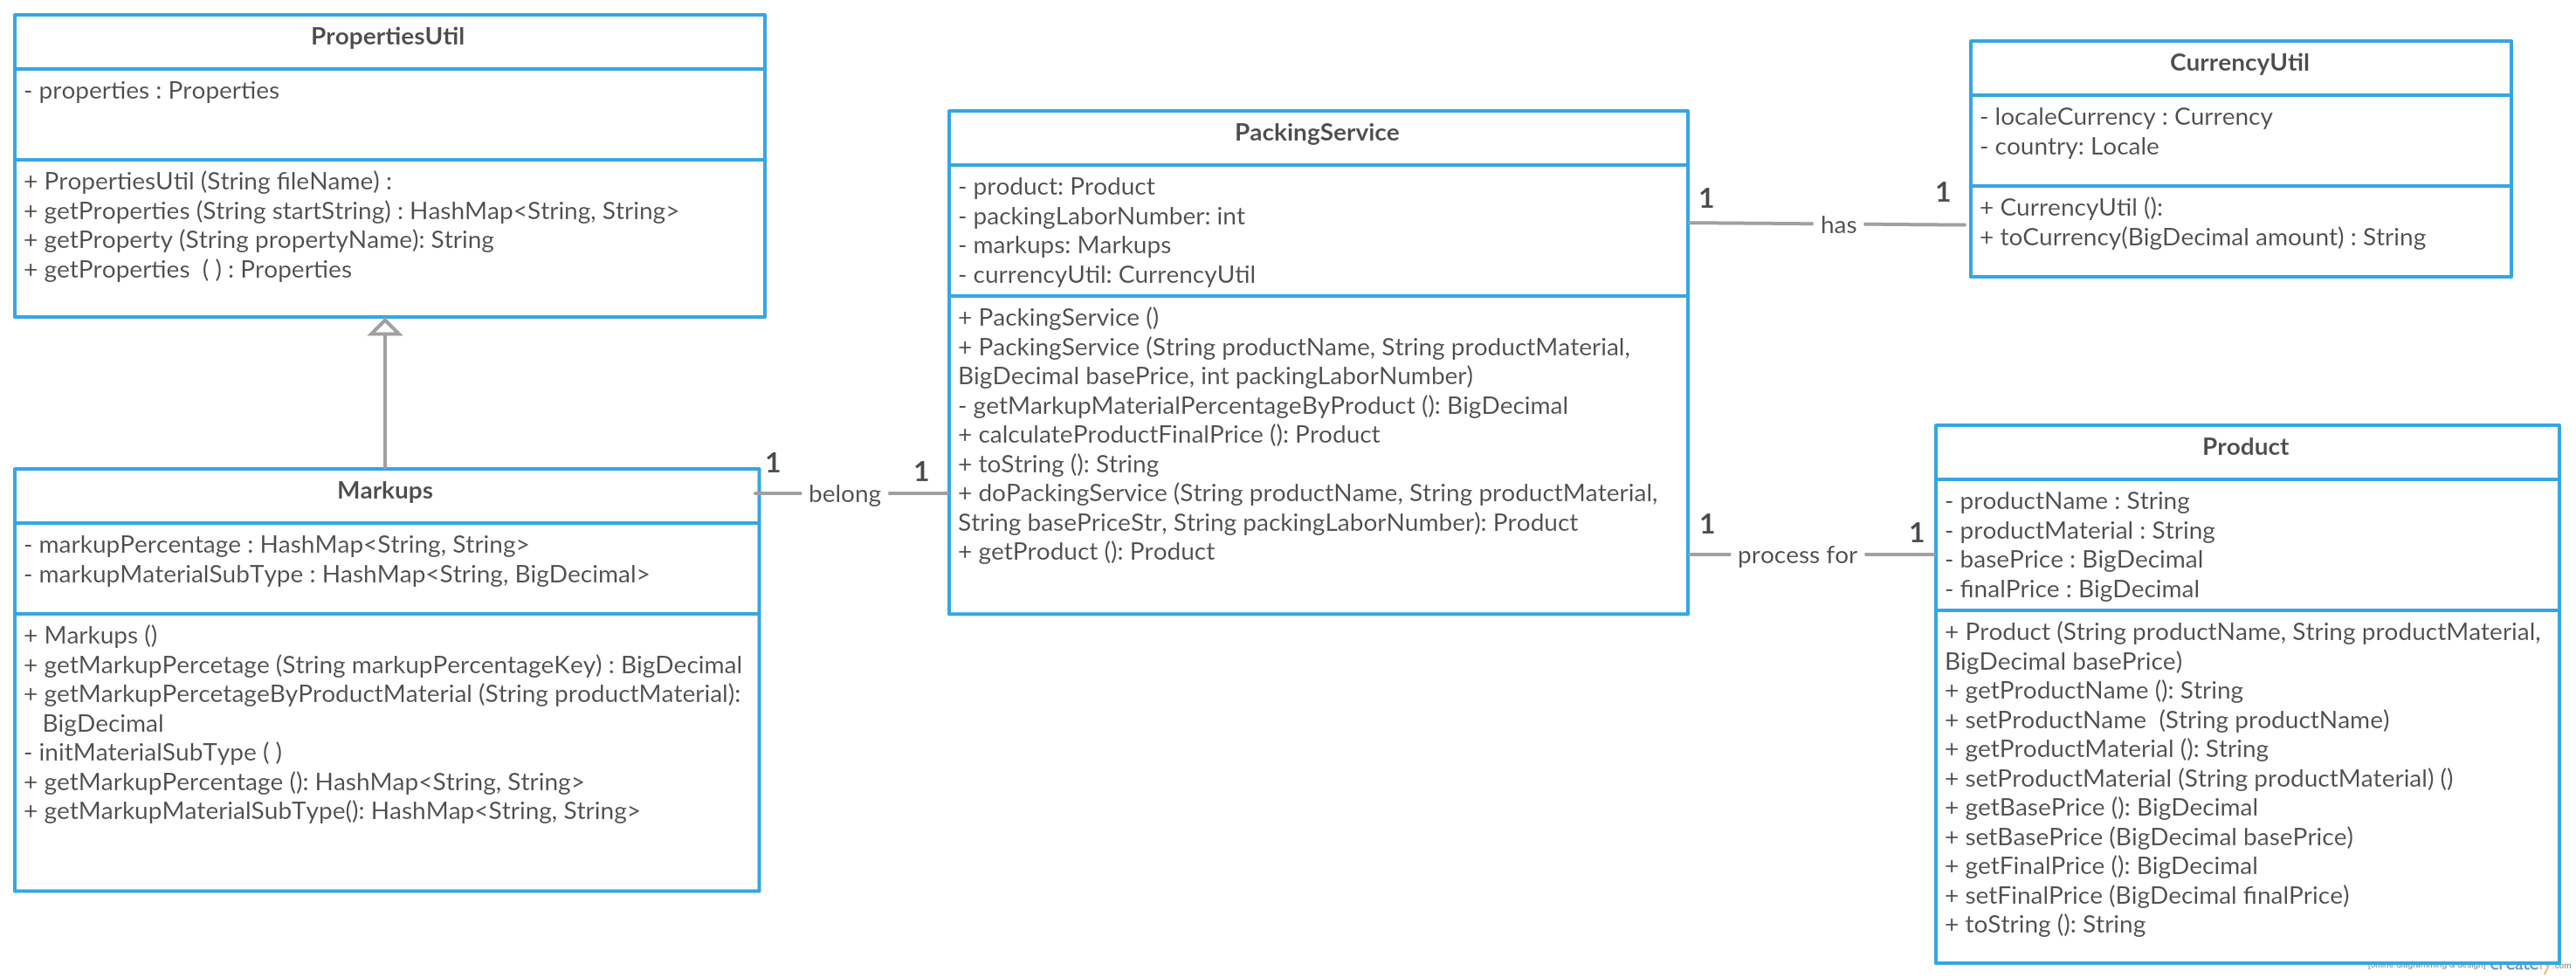 PropertiesUtil
- properties : Properties
+ PropertiesUtil (String fileName) :
+ getProperties (String startString) : HashMap<String, String>
+ getProperty (String propertyName): String
+ getProperties  ( ) : Properties
Markups
- markupPercentage : HashMap<String, String>
- markupMaterialSubType : HashMap<String, BigDecimal>
+ Markups ()
+ getMarkupPercetage (String markupPercentageKey) : BigDecimal
+ getMarkupPercetageByProductMaterial (String productMaterial):
BigDecimal
- initMaterialSubType ( )
+ getMarkupPercentage (): HashMap<String, String>
+ getMarkupMaterialSubType(): HashMap<String, String>
1
belong
1
PackingService
- product: Product
- packingLaborNumber: int
- markups: Markups
- currencyUtil: CurrencyUtil
+ PackingService ()
+ PackingService (String productName, String productMaterial,
BigDecimal basePrice, int packingLaborNumber)
- getMarkupMaterialPercentageByProduct (): BigDecimal
+ calculateProductFinalPrice (): Product
+ toString (): String
+ doPackingService (String productName, String productMaterial,
String basePriceStr, String packingLaborNumber): Product
+ getProduct (): Product
1
has
1
CurrencyUtil
- localeCurrency : Currency
- country: Locale
+ CurrencyUtil ():
+ toCurrency(BigDecimal amount) : String
1
process for
1
Product
- productName : String
- productMaterial : String
- basePrice : BigDecimal
- finalPrice : BigDecimal
+ Product (String productName, String productMaterial,
BigDecimal basePrice)
+ getProductName (): String
+ setProductName  (String productName)
+ getProductMaterial (): String
+ setProductMaterial (String productMaterial) ()
+ getBasePrice (): BigDecimal
+ setBasePrice (BigDecimal basePrice)
+ getFinalPrice (): BigDecimal
+ setFinalPrice (BigDecimal finalPrice)
+ toString (): String
[online diagramming & design] creately.com